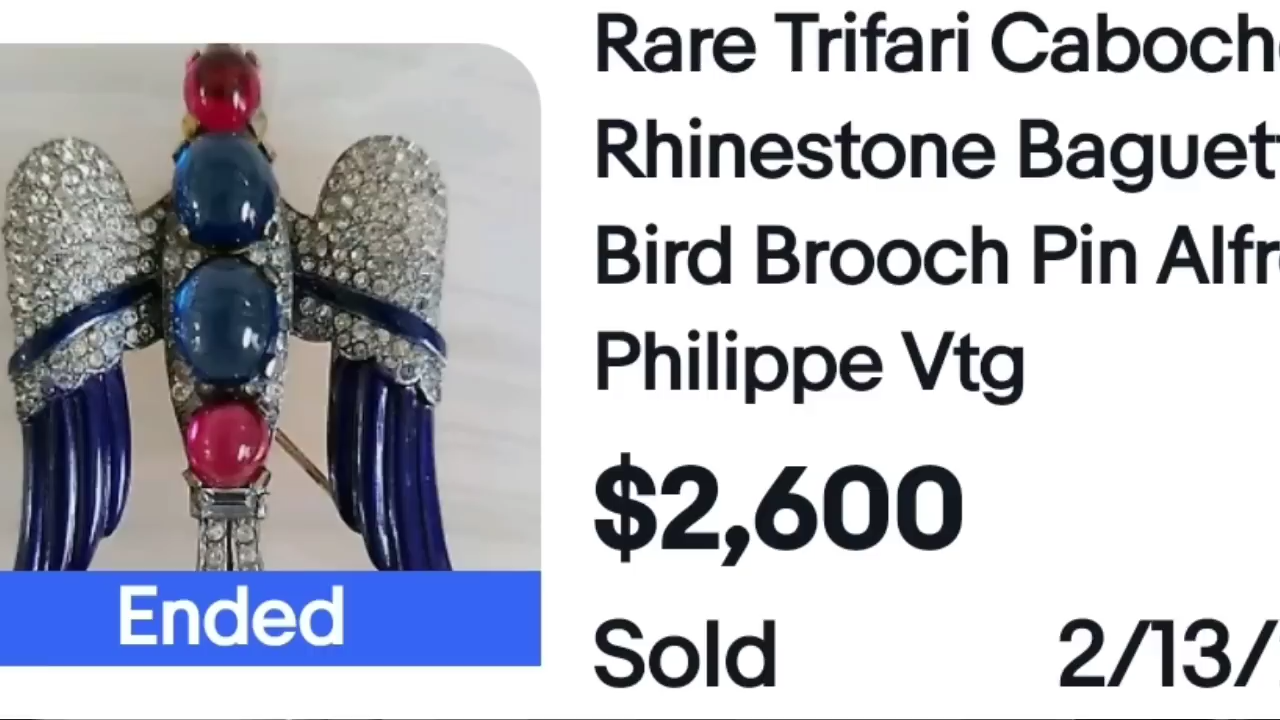 Rare Trifari Caboch
Rhinestone Baguet
Bird Brooch Pin Alfr
Philippe Vtg
$2,600
Ended
Sold 2/13/